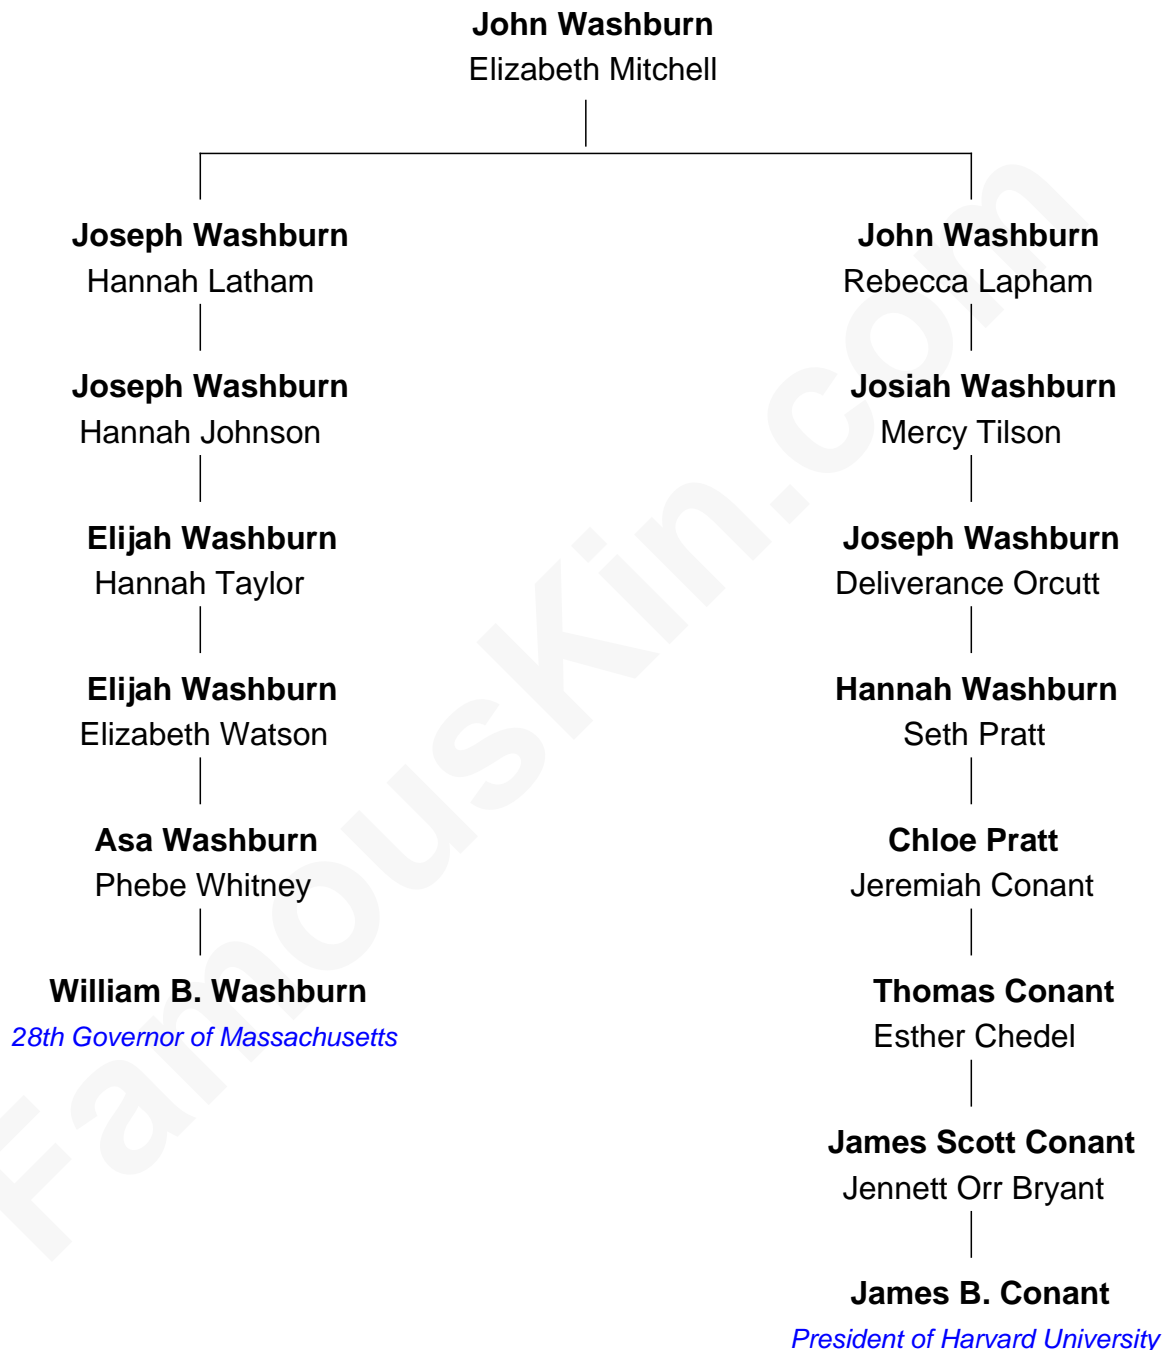 John Washburn
Elizabeth Mitchell
Joseph Washburn
Hannah Latham
John Washburn
Rebecca Lapham
Joseph Washburn
Hannah Johnson
Josiah Washburn
Mercy Tilson
Elijah Washburn
Hannah Taylor
Joseph Washburn
Deliverance Orcutt
Elijah Washburn
Elizabeth Watson
Hannah Washburn
Seth Pratt
Asa Washburn
Phebe Whitney
Chloe Pratt
Jeremiah Conant
William B. Washburn
28th Governor of Massachusetts
Thomas Conant
Esther Chedel
James Scott Conant
Jennett Orr Bryant
James B. Conant
President of Harvard University
FamousKin.com